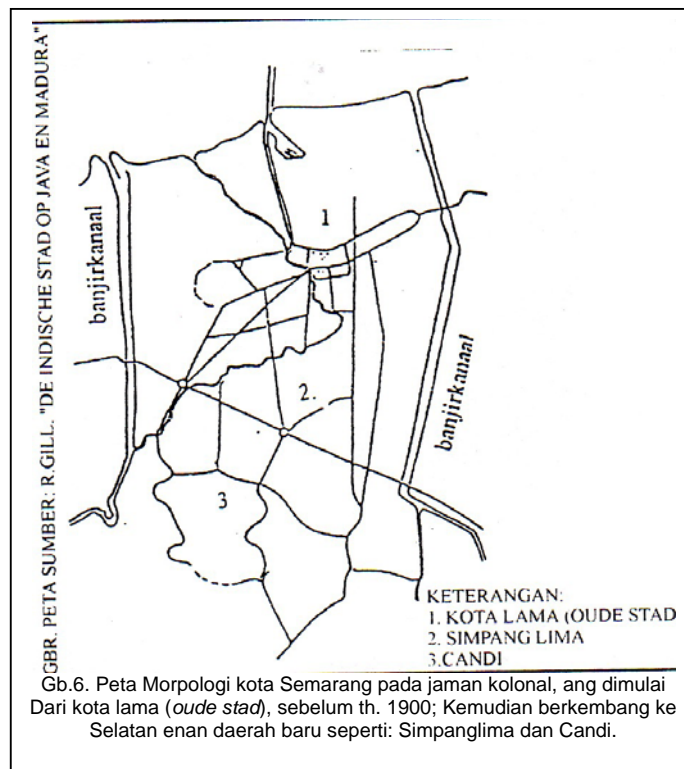 GBR. PETA SUMBER: R.GILL. "DE INDISCHE STAD OP JAVA EN MADURA"
banjirkanaal
1
2.
banjirkanaal
3
KETERANGAN:
1. KOTA LAMA (OUDE STAD
2. SIMPANG LIMA
3.CANDI
Gb.6. Peta Morpologi kota Semarang pada jaman kolonal, ang dimulai
Dari kota lama (oude stad), sebelum th. 1900; Kemudian berkembang ke
Selatan enan daerah baru seperti: Simpanglima dan Candi.